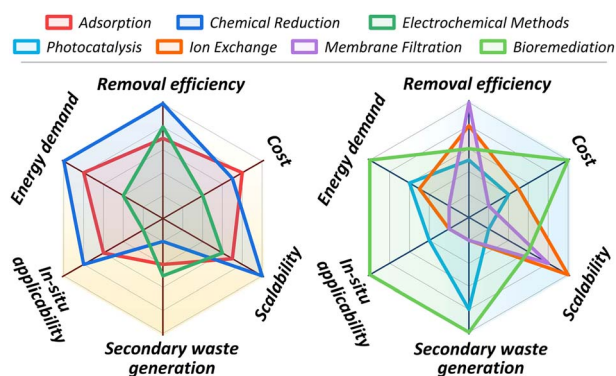 Adsorption Chemical Reduction Electrochemical Methods
Photocatalysis Ion Exchange Membrane Filtration Bioremediation
Removal efficiency
Cost
Scalability
Secondary waste
generation
In-situ
applicability
Energy demand
Removal efficiency
Cost
Scalability
Secondary waste
generation
In-situ
applicability
Energy demand